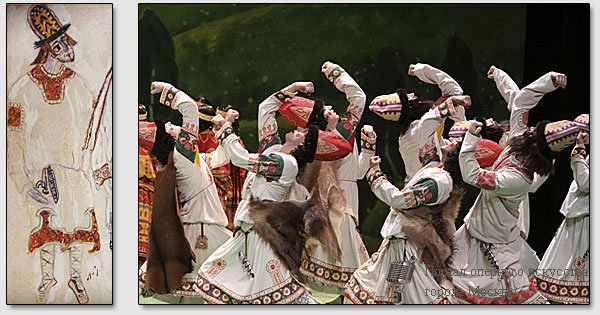 Портал оперного искусства
города Москвы